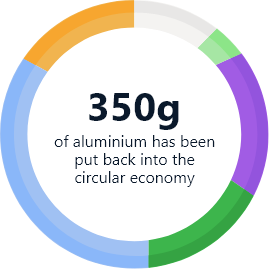 350g
of aluminium has been
put back into the
circular economy